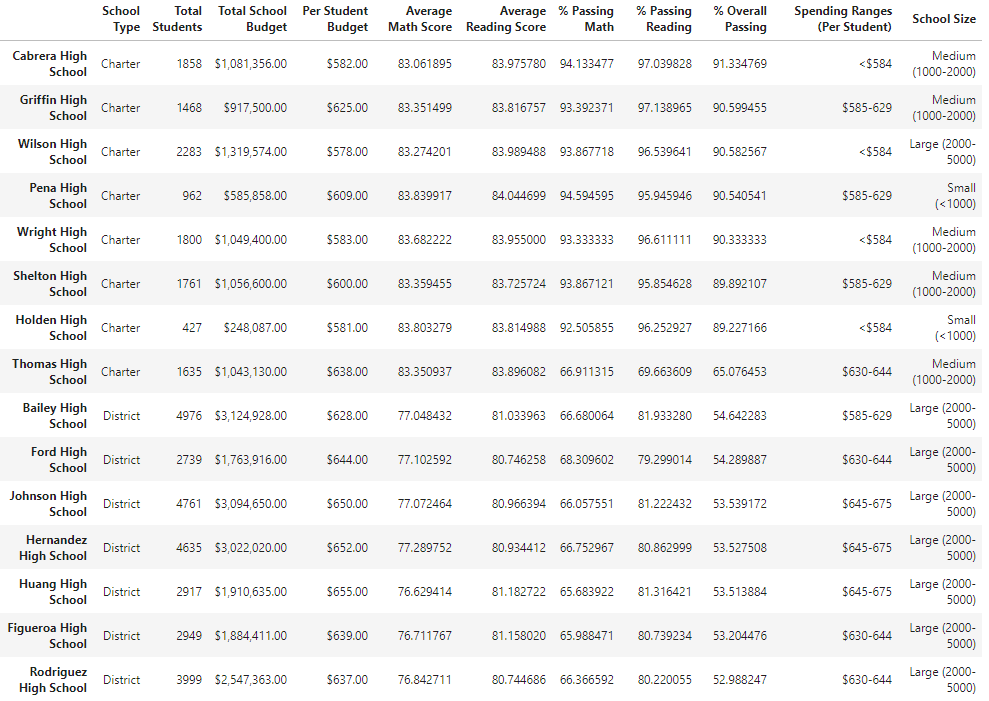 School Type | Total Students | Total School Budget | Per Student Budget | Average Math Score | Average Reading Score | % Passing Math | % Passing Reading | % Overall Passing | Spending Ranges (Per Student) | School Size
Cabrera High School | Charter | 1858 | $1,081,356.00 | $582.00 | 83.061895 | 83.975780 | 94.133477 | 97.039828 | 91.334769 | <$584 | Medium (1000-2000)
Griffin High School | Charter | 1468 | $917,500.00 | $625.00 | 83.351499 | 83.816757 | 93.392371 | 97.138965 | 90.599455 | $585-629 | Medium (1000-2000)
Wilson High School | Charter | 2283 | $1,319,574.00 | $578.00 | 83.274201 | 83.989488 | 93.867718 | 96.539641 | 90.582567 | <$584 | Large (2000-5000)
Pena High School | Charter | 962 | $585,858.00 | $609.00 | 83.839917 | 84.044699 | 94.594595 | 95.945946 | 90.540541 | $585-629 | Small (<1000)
Wright High School | Charter | 1800 | $1,049,400.00 | $583.00 | 83.682222 | 83.955000 | 93.333333 | 96.611111 | 90.333333 | <$584 | Medium (1000-2000)
Shelton High School | Charter | 1761 | $1,056,600.00 | $600.00 | 83.359455 | 83.725724 | 93.867121 | 95.854628 | 89.892107 | $585-629 | Medium (1000-2000)
Holden High School | Charter | 427 | $248,087.00 | $581.00 | 83.803279 | 83.814988 | 92.505855 | 96.252927 | 89.227166 | <$584 | Small (<1000)
Thomas High School | Charter | 1635 | $1,043,130.00 | $638.00 | 83.350937 | 83.896082 | 66.911315 | 69.663609 | 65.076453 | $630-644 | Medium (1000-2000)
Bailey High School | District | 4976 | $3,124,928.00 | $628.00 | 77.048432 | 81.033963 | 66.680064 | 81.933280 | 54.642283 | $585-629 | Large (2000-5000)
Ford High School | District | 2739 | $1,763,916.00 | $644.00 | 77.102592 | 80.746258 | 68.309602 | 79.299014 | 54.289887 | $630-644 | Large (2000-5000)
Johnson High School | District | 4761 | $3,094,650.00 | $650.00 | 77.072464 | 80.966394 | 66.057551 | 81.222432 | 53.539172 | $645-675 | Large (2000-5000)
Hernandez High School | District | 4635 | $3,022,020.00 | $652.00 | 77.289752 | 80.934412 | 66.752967 | 80.862999 | 53.527508 | $645-675 | Large (2000-5000)
Huang High School | District | 2917 | $1,910,635.00 | $655.00 | 76.629414 | 81.182722 | 65.683922 | 81.316421 | 53.513884 | $645-675 | Large (2000-5000)
Figueroa High School | District | 2949 | $1,884,411.00 | $639.00 | 76.711767 | 81.158020 | 65.988471 | 80.739234 | 53.204476 | $630-644 | Large (2000-5000)
Rodriguez High School | District | 3999 | $2,547,363.00 | $637.00 | 76.842711 | 80.744686 | 66.366592 | 80.220055 | 52.988247 | $630-644 | Large (2000-5000)